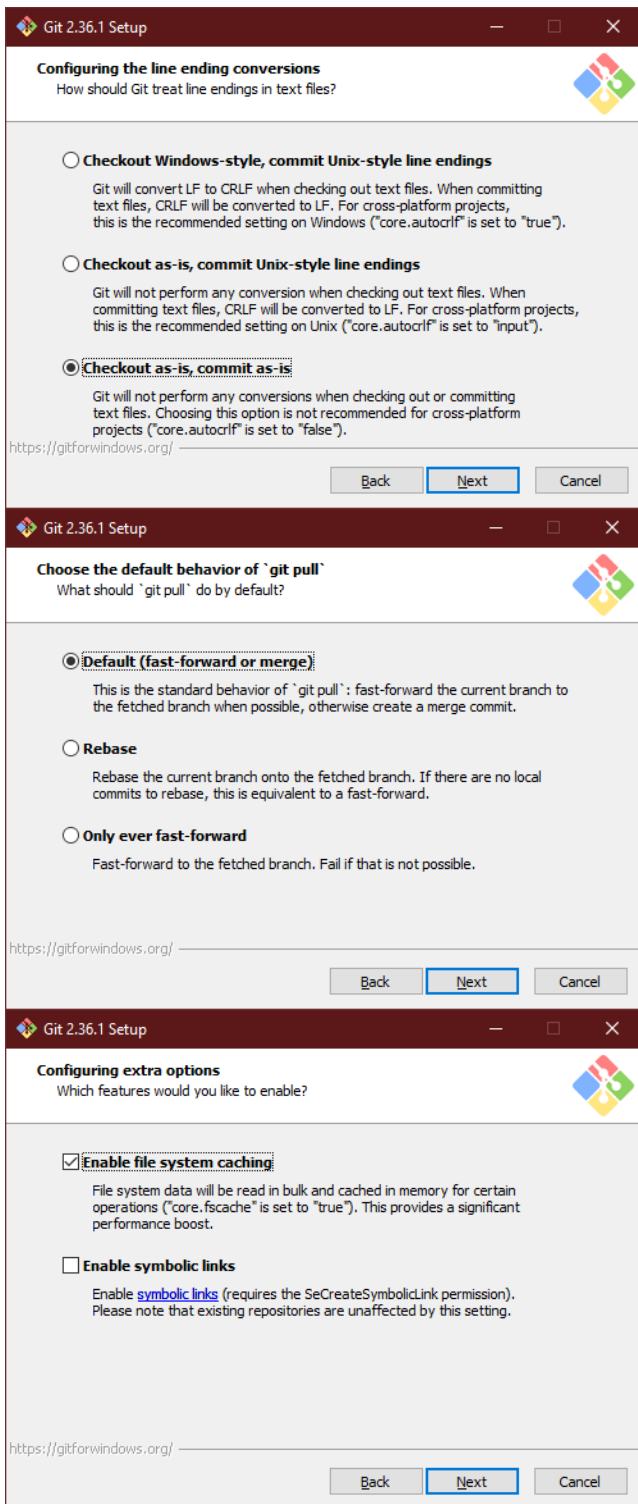 Git 2.36.1 Setup
Configuring the line ending conversions
How should Git treat line endings in text files?
Checkout Windows-style, commit Unix-style line endings
Git will convert LF to CRLF when checking out text files. When committing
text files, CRLF will be converted to LF. For cross-platform projects,
this is the recommended setting on Windows ("core.autocrlf" is set to "true").
Checkout as-is, commit Unix-style line endings
Git will not perform any conversion when checking out text files. When
committing text files, CRLF will be converted to LF. For cross-platform projects,
this is the recommended setting on Unix ("core.autocrlf" is set to "input").
Checkout as-is, commit as-is
Git will not perform any conversions when checking out or committing
text files. Choosing this option is not recommended for cross-platform
projects ("core.autocrlf" is set to "false").
https://gitforwindows.org/
Back Next Cancel
Git 2.36.1 Setup
Choose the default behavior of `git pull`
What should `git pull` do by default?
Default (fast-forward or merge)
This is the standard behavior of `git pull`: fast-forward the current branch to
the fetched branch when possible, otherwise create a merge commit.
Rebase
Rebase the current branch onto the fetched branch. If there are no local
commits to rebase, this is equivalent to a fast-forward.
Only ever fast-forward
Fast-forward to the fetched branch. Fail if that is not possible.
https://gitforwindows.org/
Back Next Cancel
Git 2.36.1 Setup
Configuring extra options
Which features would you like to enable?
Enable file system caching
File system data will be read in bulk and cached in memory for certain
operations ("core.fscache" is set to "true"). This provides a significant
performance boost.
Enable symbolic links
Enable symbolic links (requires the SeCreateSymbolicLink permission).
Please note that existing repositories are unaffected by this setting.
https://gitforwindows.org/
Back Next Cancel